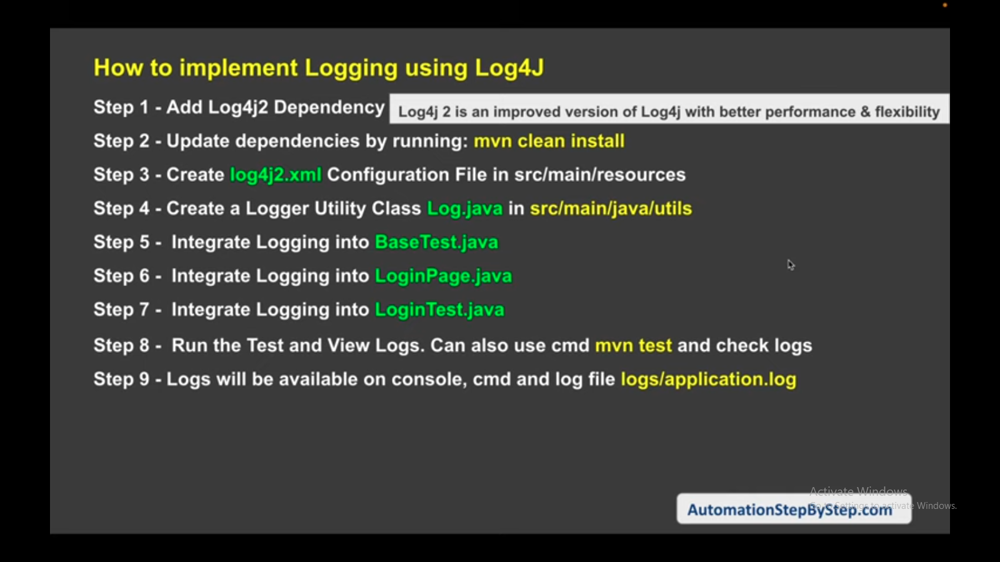 How to implement Logging using Log4J
Step 1 - Add Log4j2 Dependency Log4j 2 is an improved version of Log4j with better performance & flexibility
Step 2 - Update dependencies by running: mvn clean install
Step 3 - Create log4j2.xml Configuration File in src/main/resources
Step 4 - Create a Logger Utility Class Log.java in src/main/java/utils
Step 5 - Integrate Logging into BaseTest.java
Step 6 - Integrate Logging into LoginPage.java
Step 7 - Integrate Logging into LoginTest.java
Step 8 - Run the Test and View Logs. Can also use cmd mvn test and check logs
Step 9 - Logs will be available on console, cmd and log file logs/application.log
Activate Windows
Go to Settings to activate Windows.
AutomationStepByStep.com